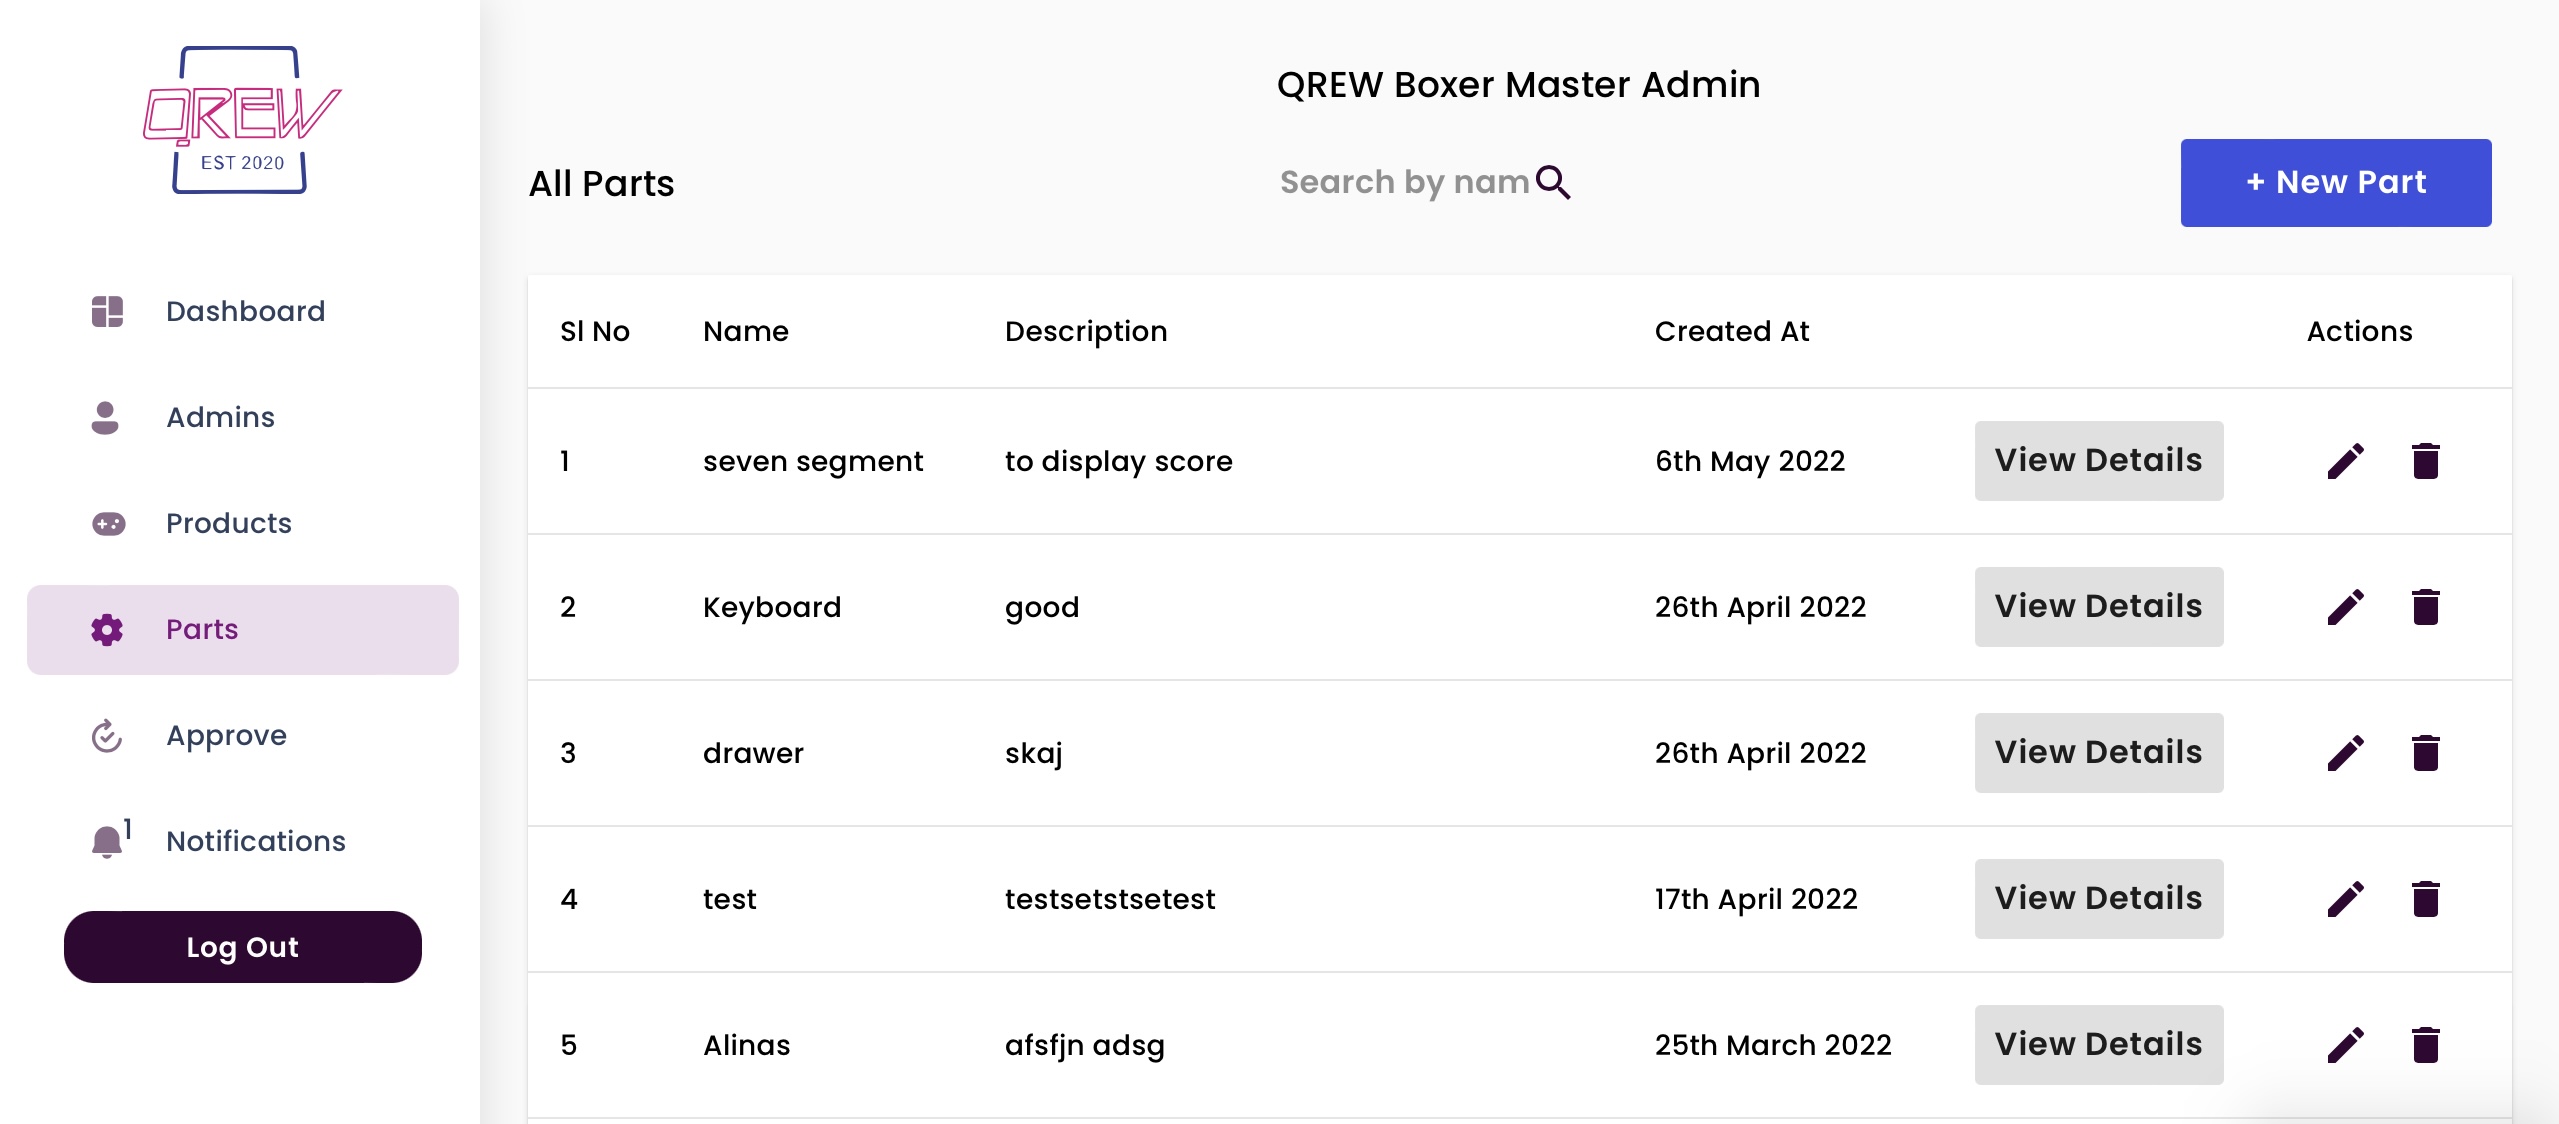 QREW
EST 2020
Dashboard
Admins
Products
Parts
Approve
1
Notifications
Log Out
QREW Boxer Master Admin
All Parts
Search by nam
+ New Part
Sl No Name Description Created At Actions
1 seven segment to display score 6th May 2022 View Details
2 Keyboard good 26th April 2022 View Details
3 drawer skaj 26th April 2022 View Details
4 test testsetstsetest 17th April 2022 View Details
5 Alinas afsfjn adsg 25th March 2022 View Details